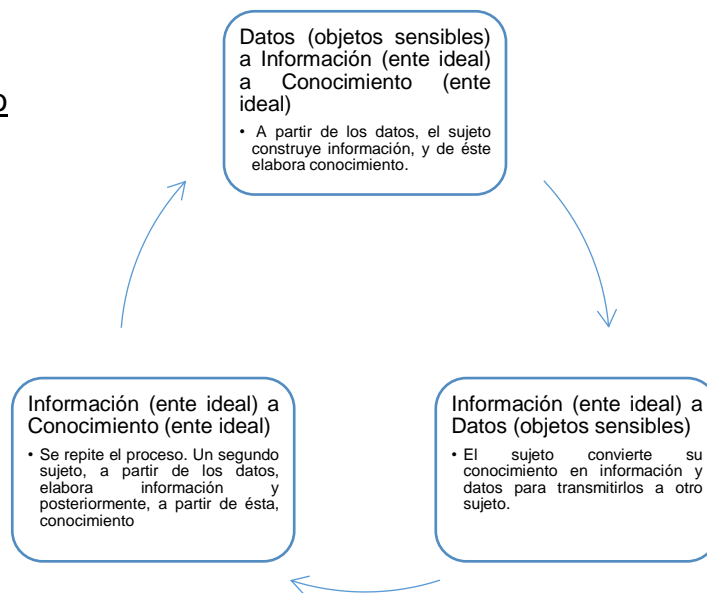 Datos (objetos sensibles)
a Información (ente ideal)
a Conocimiento (ente
ideal)
• A partir de los datos, el sujeto
construye información, y de éste
elabora conocimiento.
Información (ente ideal) a
Datos (objetos sensibles)
• El sujeto convierte su
conocimiento en información y
datos para transmitirlos a otro
sujeto.
Información (ente ideal) a
Conocimiento (ente ideal)
• Se repite el proceso. Un segundo
sujeto, a partir de los datos,
elabora información y
posteriormente, a partir de ésta,
conocimiento